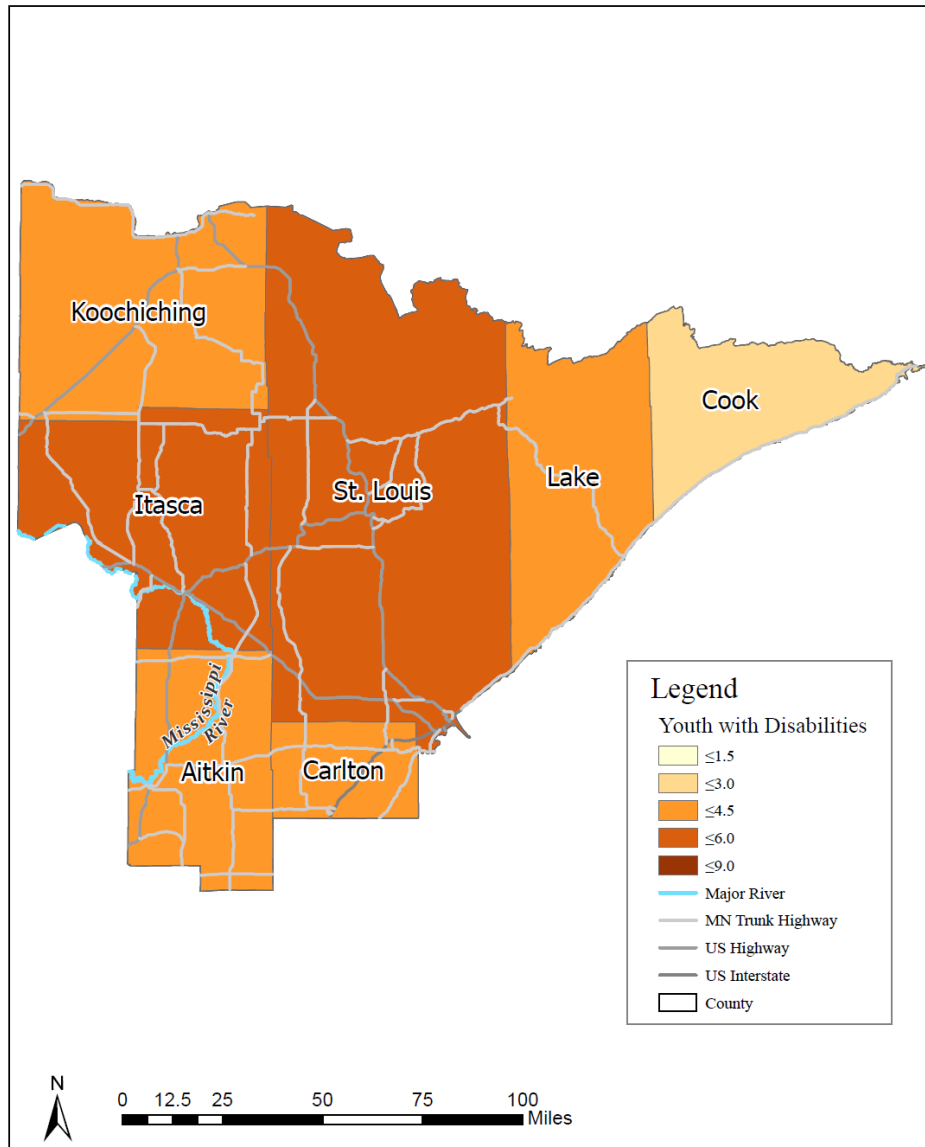 Koochiching
Cook
Lake
Itasca
St. Louis
Mississippi
River
Aitkin
Carlton
Legend
Youth with Disabilities
≤1.5
≤3.0
≤4.5
≤6.0
≤9.0
Major River
MN Trunk Highway
US Highway
US Interstate
County
N
0 12.5 25 50 75 100
Miles